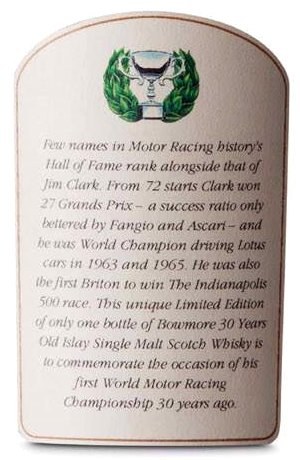 Few names in Motor Racing history's
Hall of Fame rank alongside that of
Jim Clark. From 72 starts Clark won
27 Grands Prix – a success ratio only
bettered by Fangio and Ascari – and
he was World Champion driving Lotus
cars in 1963 and 1965. He was also
the first Briton to win The Indianapolis
500 race. This unique Limited Edition
of only one bottle of Bowmore 30 Years
Old Islay Single Malt Scotch Whisky is
to commemorate the occasion of his
first World Motor Racing
Championship 30 years ago.